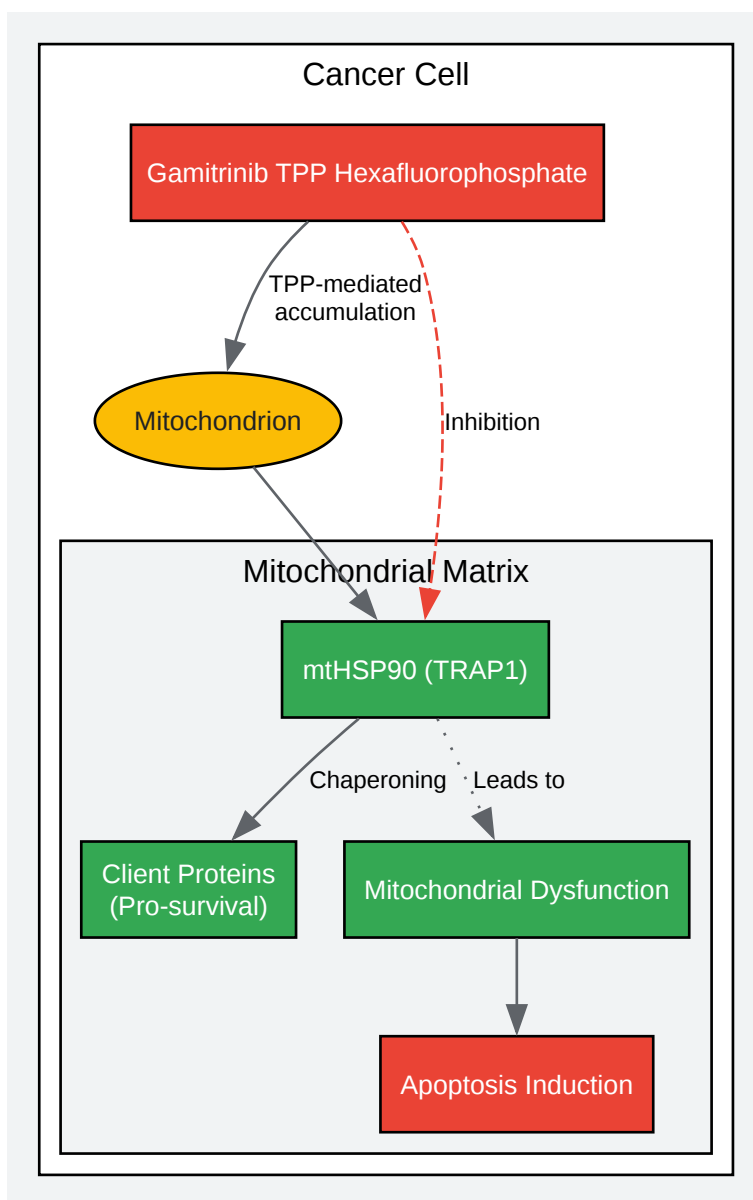 Cancer Cell
Gamitrinib TPP Hexafluorophosphate
TPP-mediated
accumulation
Mitochondrion
Inhibition
Mitochondrial Matrix
mtHSP90 (TRAP1)
Chaperoning
Leads to
Client Proteins
(Pro-survival)
Mitochondrial Dysfunction
Apoptosis Induction